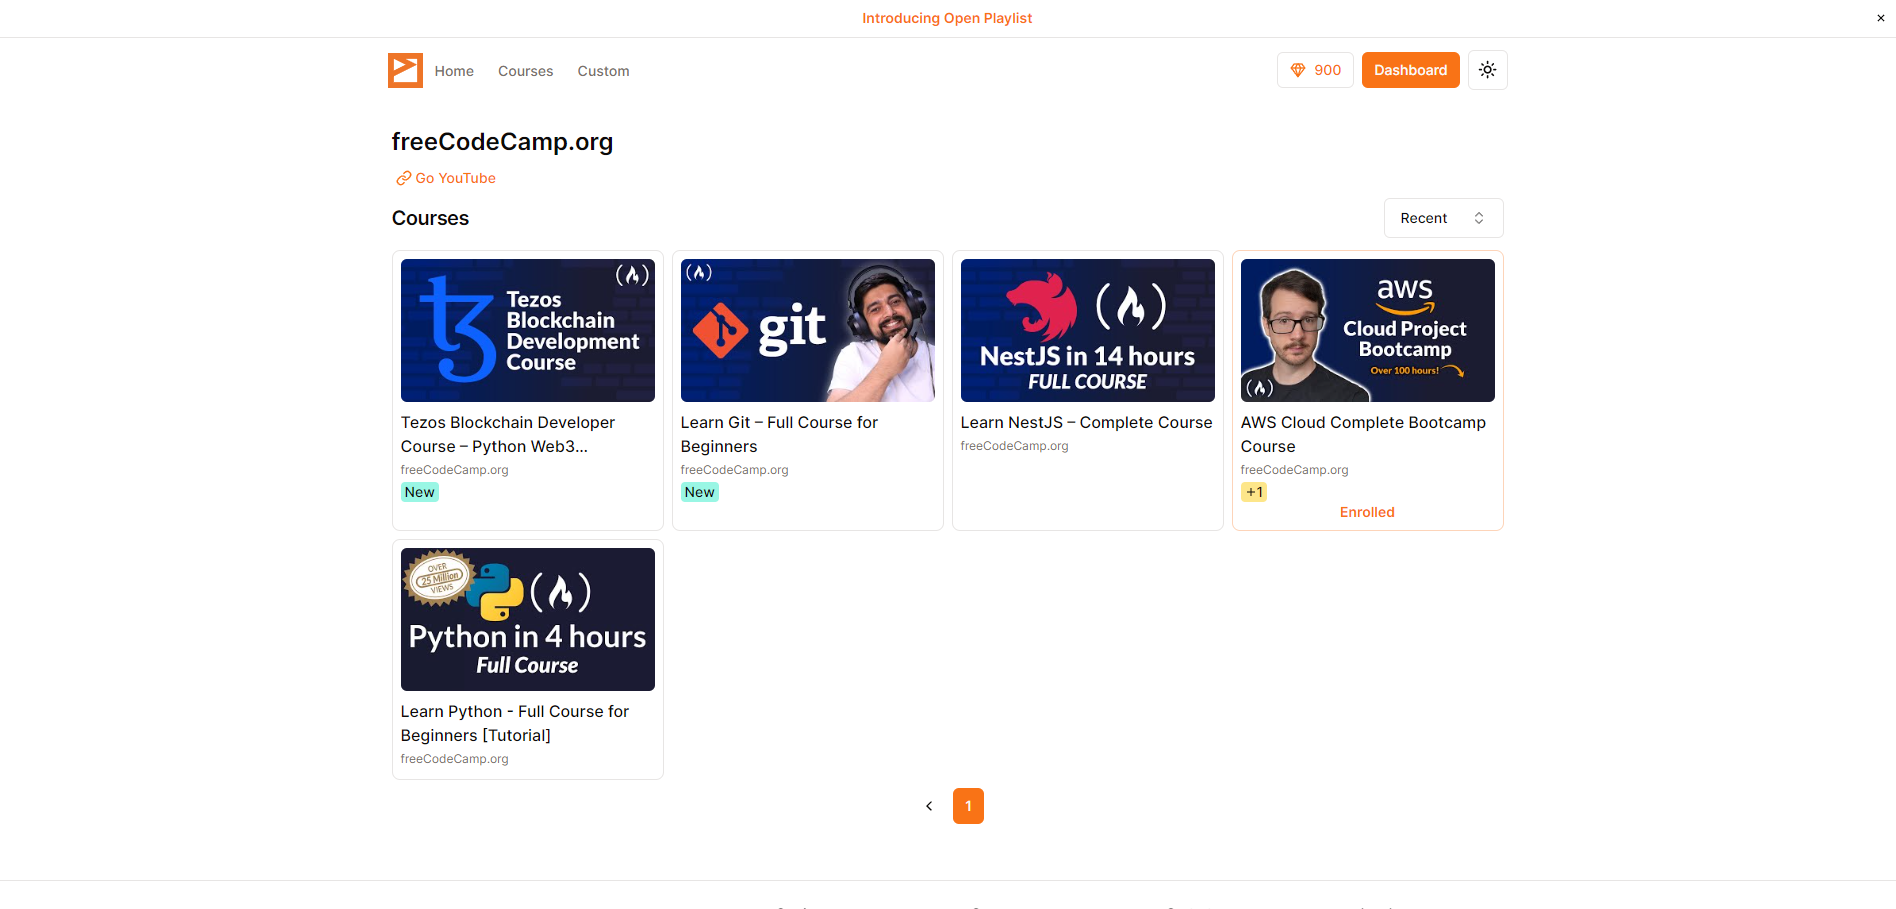 Introducing Open Playlist
×
Home Courses Custom
900 Dashboard
freeCodeCamp.org
Go YouTube
Courses
Recent
Tezos
Blockchain
Development
Course
Tezos Blockchain Developer
Course – Python Web3...
freeCodeCamp.org
New
git
Learn Git – Full Course for
Beginners
freeCodeCamp.org
New
NestJS in 14 hours
FULL COURSE
Learn NestJS – Complete Course
freeCodeCamp.org
aws
Cloud Project
Bootcamp
Over 100 hours!
AWS Cloud Complete Bootcamp
Course
freeCodeCamp.org
+1
Enrolled
OVER
25 Million
VIEWS
Python in 4 hours
Full Course
Learn Python - Full Course for
Beginners [Tutorial]
freeCodeCamp.org
1